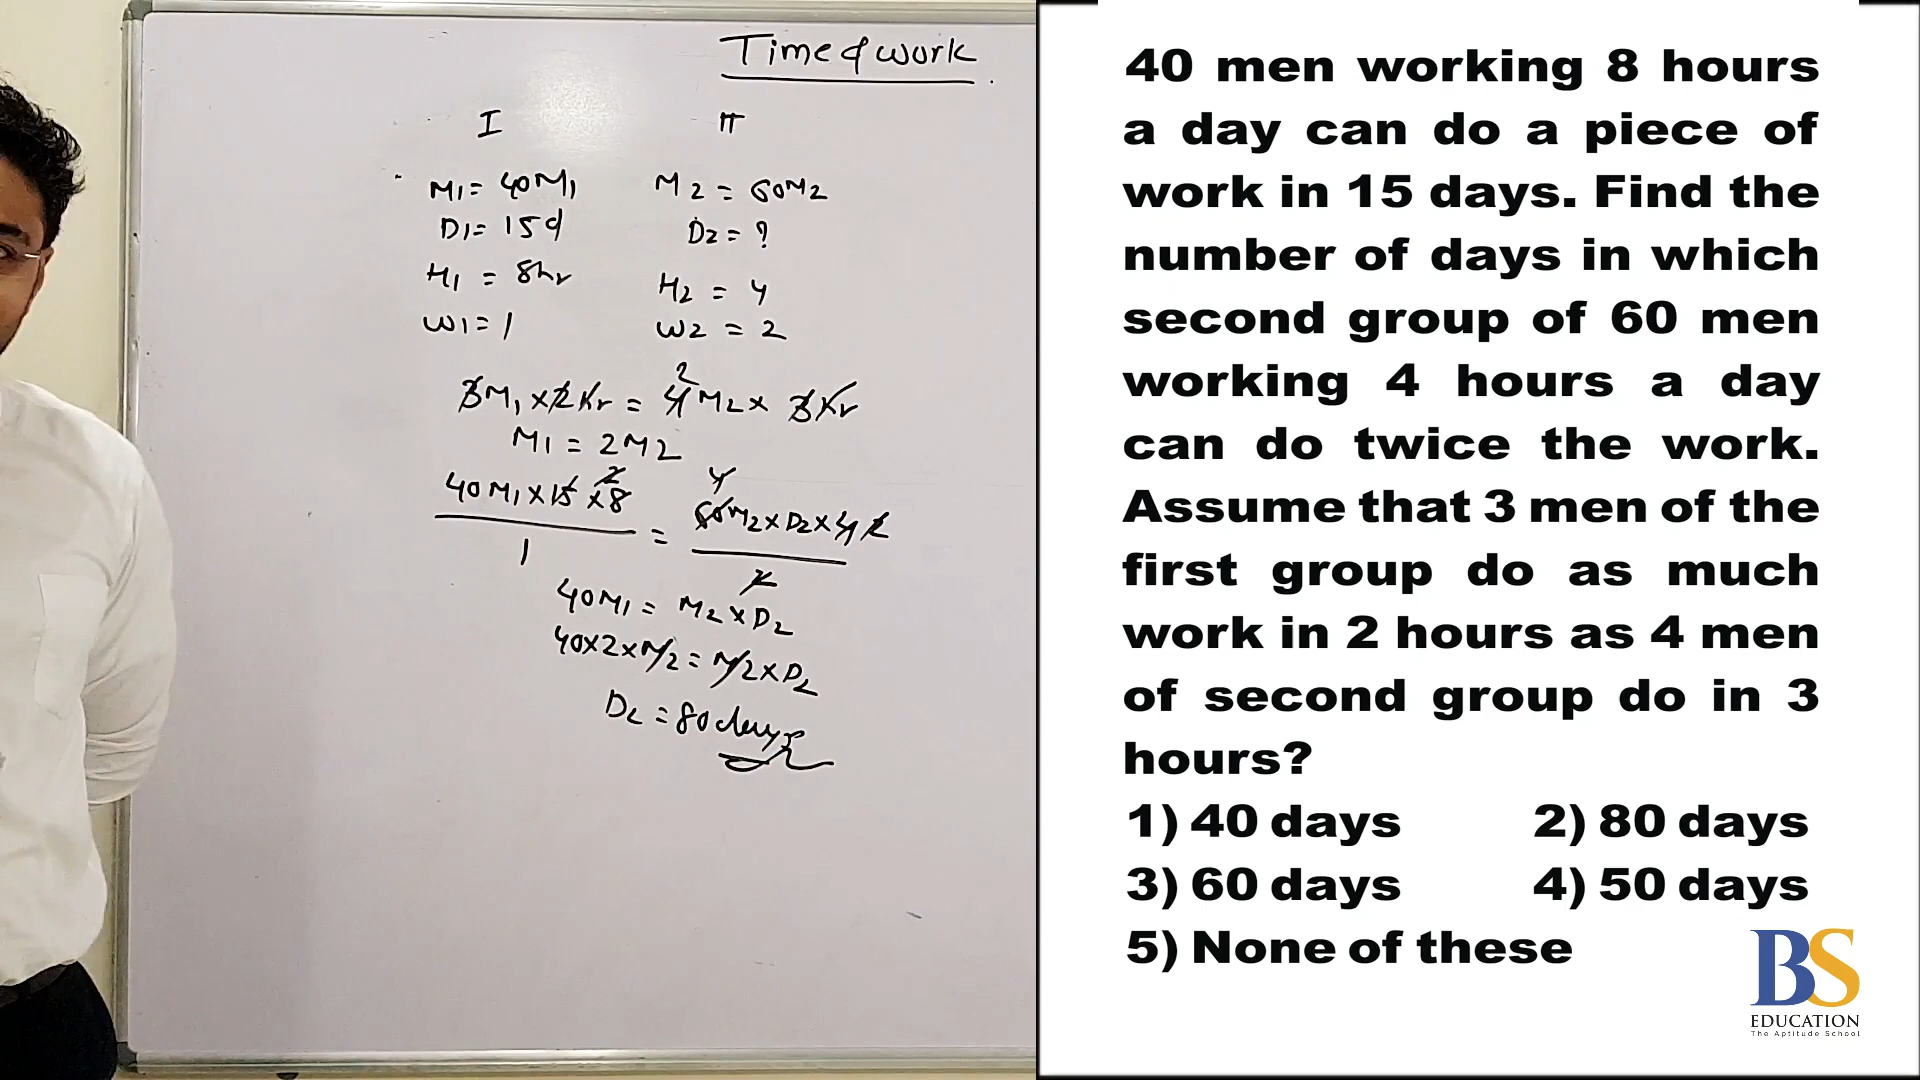 Time & work
I II
M1 = 40M1 M2 = 60M2
D1 = 15d D2 = ?
H1 = 8hr H2 = 4
W1 = 1 W2 = 2
3M1 x 2hr = 4M2 x 3hr
2
M1 = 2M2
40M1 x 15 x 8 = 60M2 x D2 x 4
2 4 2
1 2
40M1 = M2 x D2
40x2xM2 = M2 x D2
D2 = 80days
40 men working 8 hours
a day can do a piece of
work in 15 days. Find the
number of days in which
second group of 60 men
working 4 hours a day
can do twice the work.
Assume that 3 men of the
first group do as much
work in 2 hours as 4 men
of second group do in 3
hours?
1) 40 days 2) 80 days
3) 60 days 4) 50 days
5) None of these
BS
EDUCATION
The Aptitude School